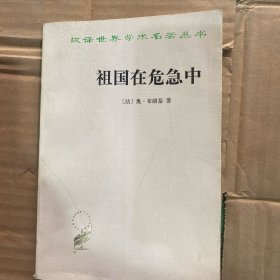 汉译世界学术名著丛书
祖国在危急中
〔法〕奥·布朗基 著